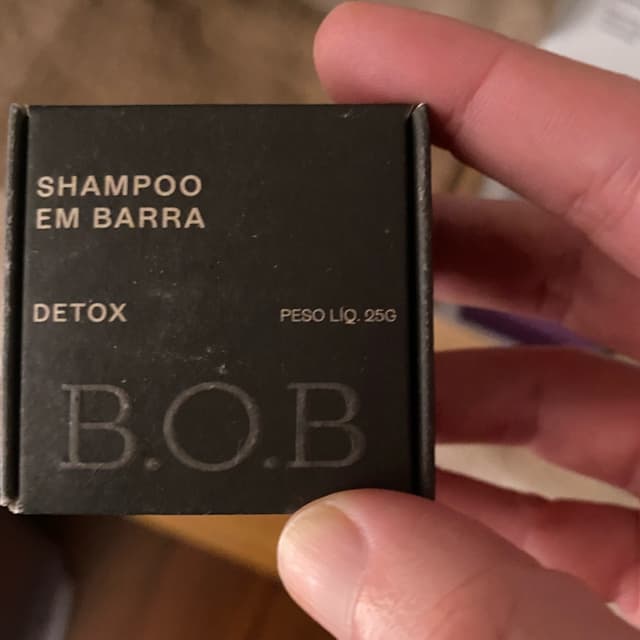 SHAMPOO
EM BARRA
DETOX
PESO LÍQ. 25G
B.O.B